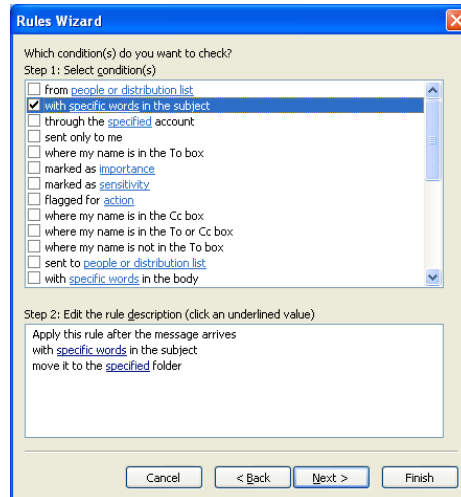 Rules Wizard
Which condition(s) do you want to check?
Step 1: Select condition(s)
from people or distribution list
with specific words in the subject
through the specified account
sent only to me
where my name is in the To box
marked as importance
marked as sensitivity
flagged for action
where my name is in the Cc box
where my name is in the To or Cc box
where my name is not in the To box
sent to people or distribution list
with specific words in the body
Step 2: Edit the rule description (click an underlined value)
Apply this rule after the message arrives
with specific words in the subject
move it to the specified folder
Cancel < Back Next > Finish